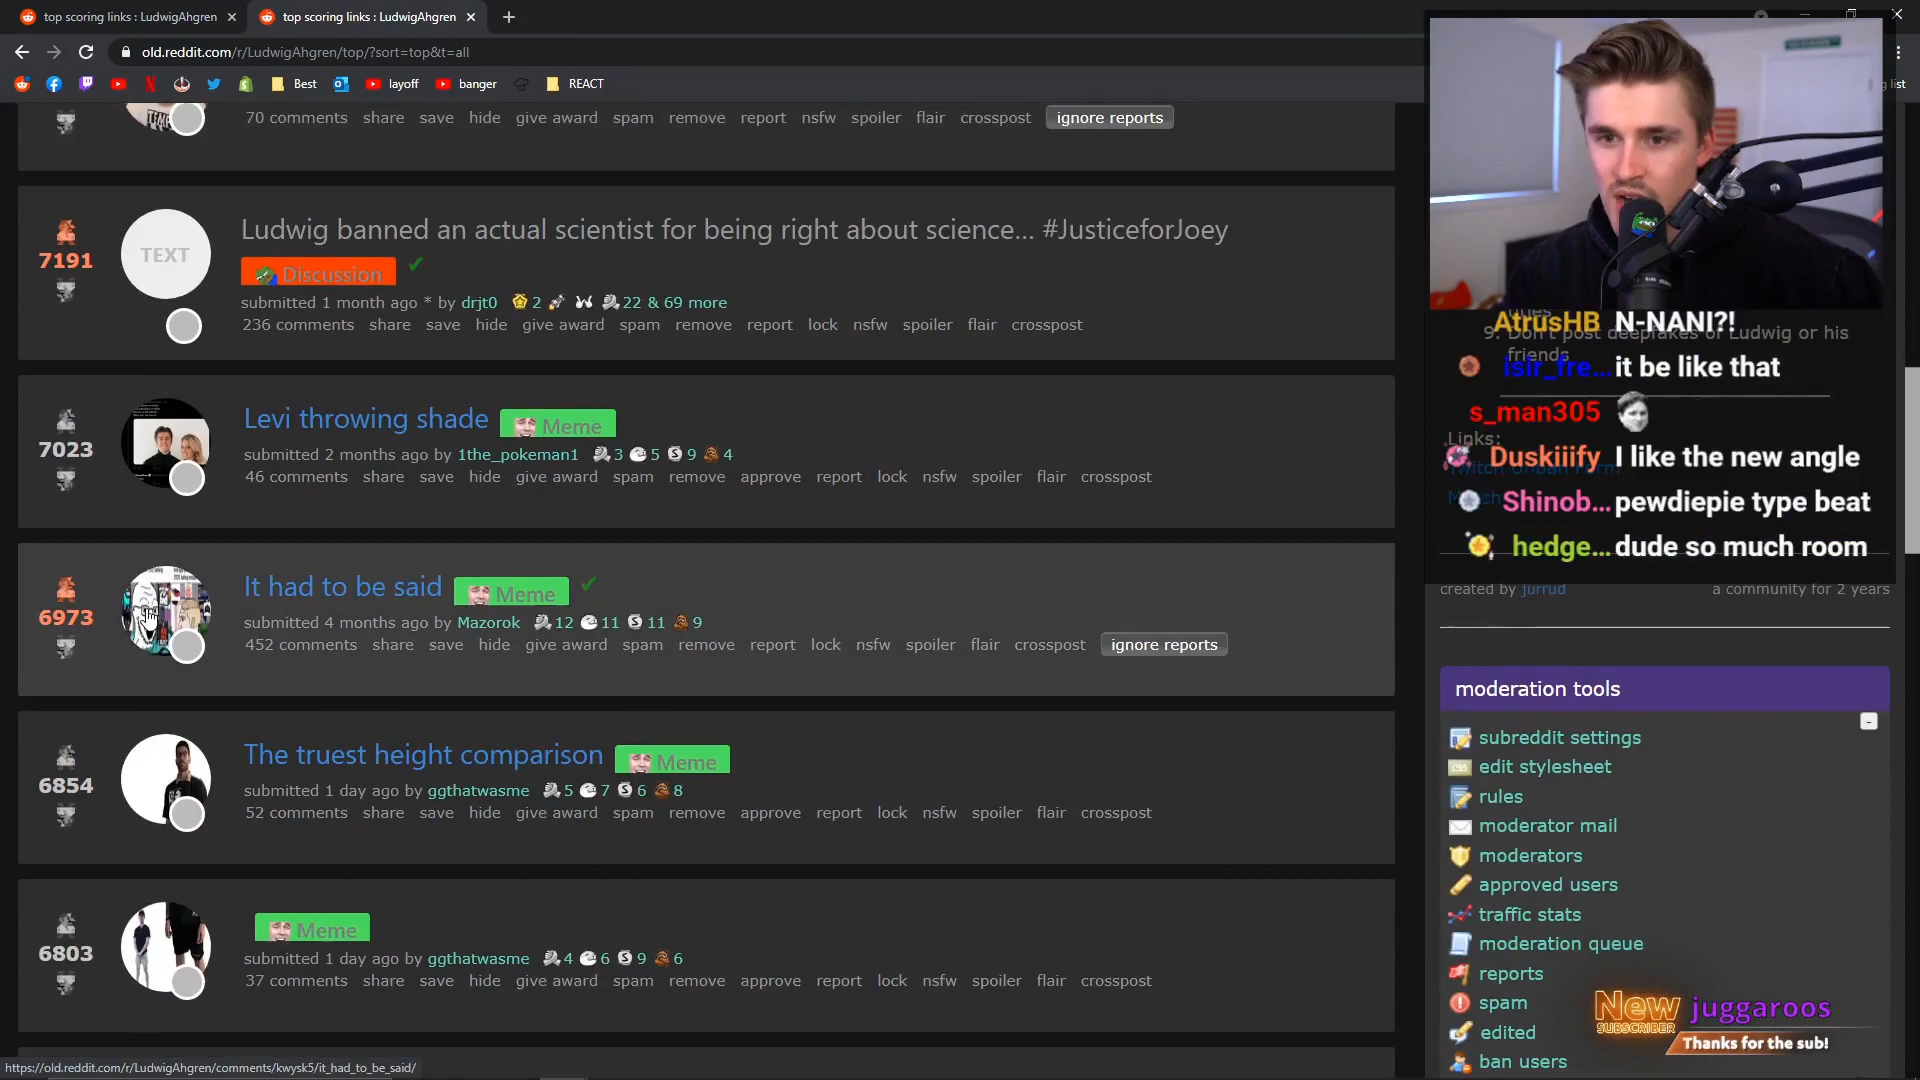 top scoring links : LudwigAhgren
top scoring links : LudwigAhgren
old.reddit.com/r/LudwigAhgren/top/?sort=top&t=all
Best layoff banger REACT
g list
70 comments share save hide give award spam remove report nsfw spoiler flair crosspost ignore reports
7191
TEXT
Ludwig banned an actual scientist for being right about science... #JusticeforJoey
Discussion
submitted 1 month ago * by drjt0 2 22 & 69 more
236 comments share save hide give award spam remove report lock nsfw spoiler flair crosspost
7023
Levi throwing shade Meme
submitted 2 months ago by 1the_pokeman1 3 5 9 4
46 comments share save hide give award spam remove approve report lock nsfw spoiler flair crosspost
6973
It had to be said Meme
submitted 4 months ago by Mazorok 12 11 11 9
452 comments share save hide give award spam remove report lock nsfw spoiler flair crosspost ignore reports
6854
The truest height comparison Meme
submitted 1 day ago by ggthatwasme 5 7 6 8
52 comments share save hide give award spam remove approve report lock nsfw spoiler flair crosspost
6803
Meme
submitted 1 day ago by ggthatwasme 4 6 9 6
37 comments share save hide give award spam remove approve report lock nsfw spoiler flair crosspost
https://old.reddit.com/r/LudwigAhgren/comments/kwysk5/it_had_to_be_said/
AtrusHB N-NANI?!
9. Don't post deepfakes of Ludwig or his
friends
isir_fre... it be like that
s_man305
Links:
Duskiiify I like the new angle
Shinob... pewdiepie type beat
hedge... dude so much room
created by jurrud a community for 2 years
moderation tools
-
subreddit settings
edit stylesheet
rules
moderator mail
moderators
approved users
traffic stats
moderation queue
reports
spam
edited
ban users
New juggaroos
SUBSCRIBER
Thanks for the sub!